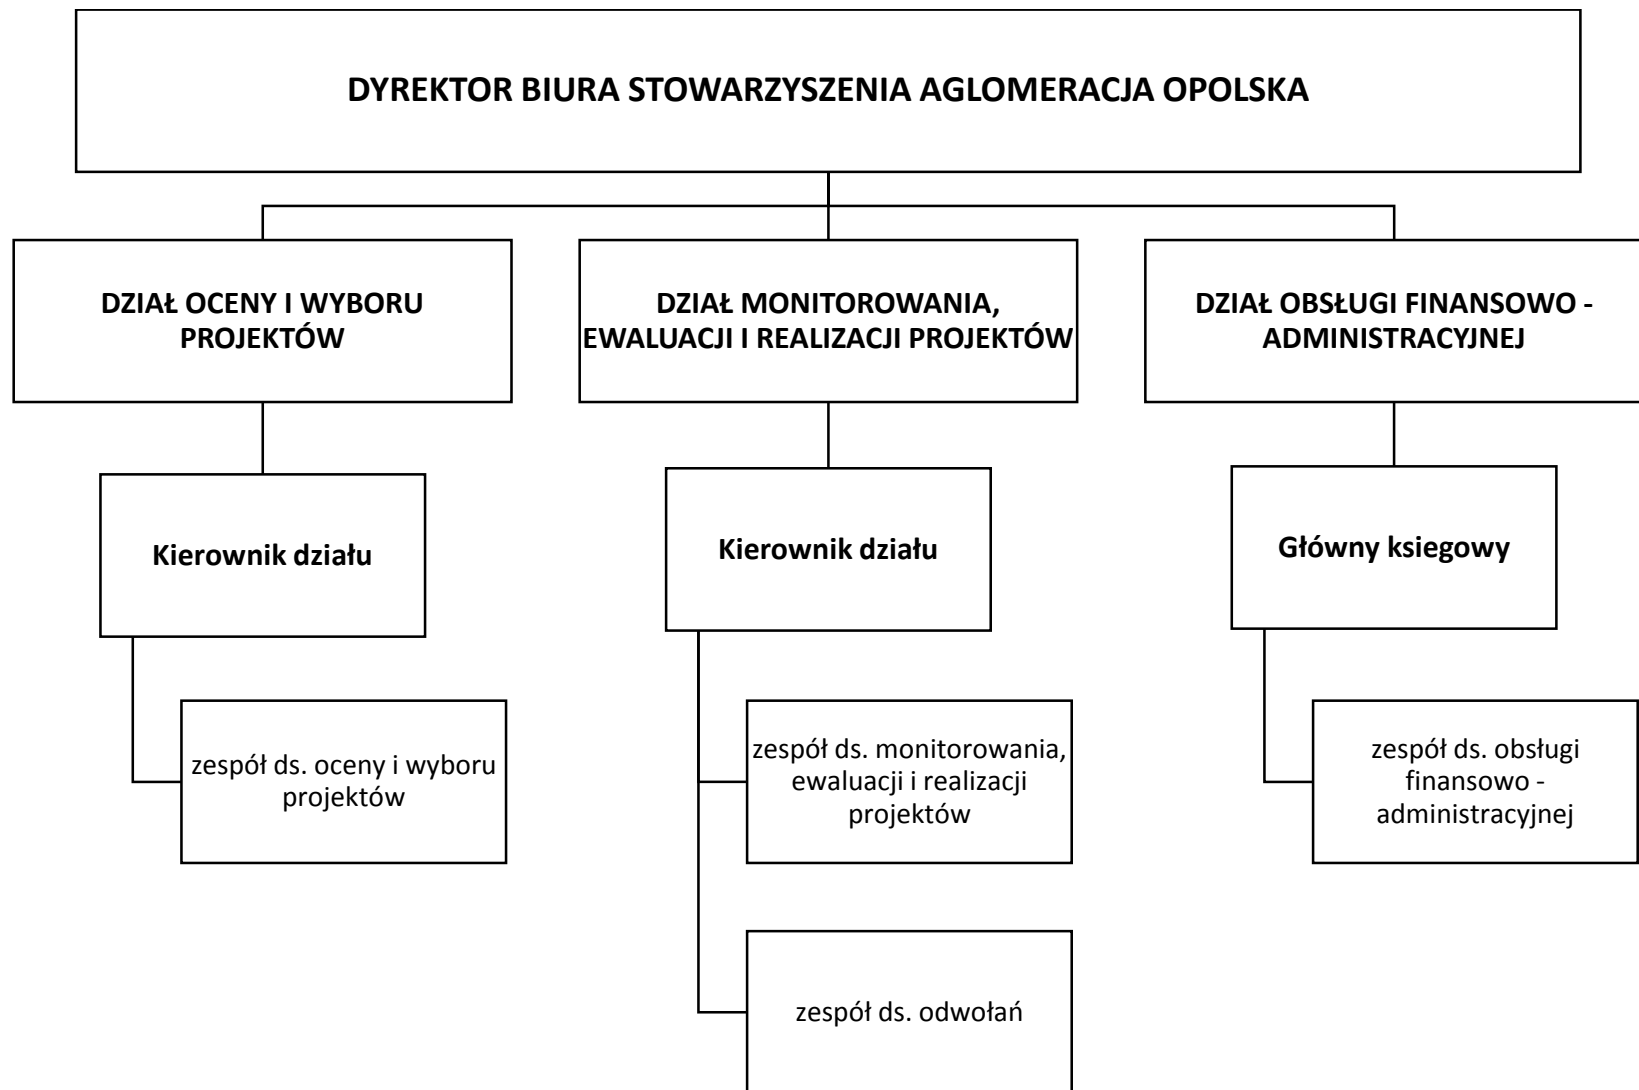 DYREKTOR BIURA STOWARZYSZENIA AGLOMERACJA OPOLSKA
DZIAŁ OCENY I WYBORU
PROJEKTÓW
DZIAŁ MONITOROWANIA,
EWALUACJI I REALIZACJI PROJEKTÓW
DZIAŁ OBSŁUGI FINANSOWO -
ADMINISTRACYJNEJ
Kierownik działu
Kierownik działu
Główny ksiegowy
zespół ds. oceny i wyboru
projektów
zespół ds. monitorowania,
ewaluacji i realizacji
projektów
zespół ds. obsługi
finansowo -
administracyjnej
zespół ds. odwołań